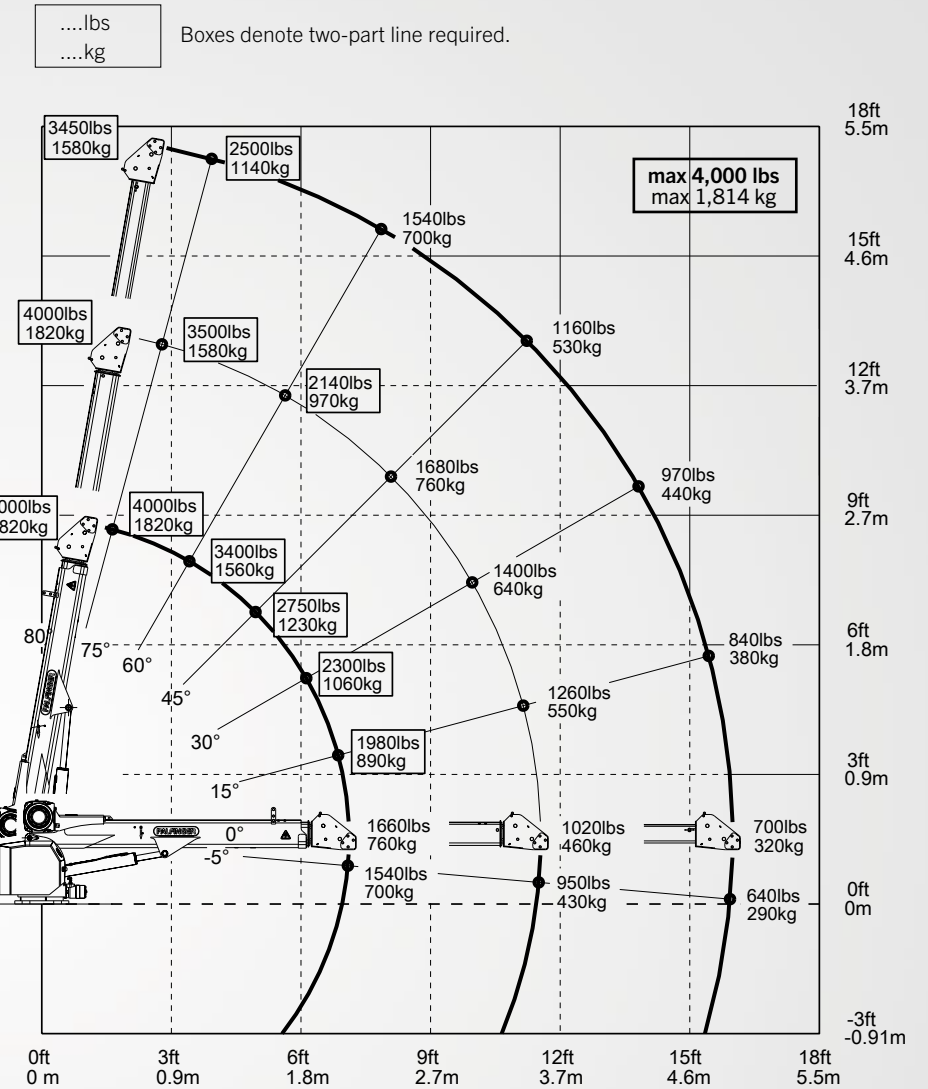 ....lbs
....kg
Boxes denote two-part line required.
18ft
5.5m
3450lbs
1580kg
2500lbs
1140kg
max 4,000 lbs
max 1,814 kg
1540lbs
700kg
15ft
4.6m
4000lbs
1820kg
3500lbs
1580kg
1160lbs
530kg
12ft
3.7m
2140lbs
970kg
1680lbs
760kg
970lbs
440kg
000lbs
820kg
4000lbs
1820kg
9ft
2.7m
3400lbs
1560kg
1400lbs
640kg
2750lbs
1230kg
80°
75°
60°
45°
30°
15°
0°
-5°
6ft
1.8m
840lbs
380kg
2300lbs
1060kg
1260lbs
550kg
1980lbs
890kg
3ft
0.9m
PALFINGER
PALFINGER
1660lbs
760kg
1020lbs
460kg
700lbs
320kg
1540lbs
700kg
950lbs
430kg
640lbs
290kg
0ft
0m
-3ft
-0.91m
0ft 3ft 6ft 9ft 12ft 15ft 18ft
0 m 0.9m 1.8m 2.7m 3.7m 4.6m 5.5m